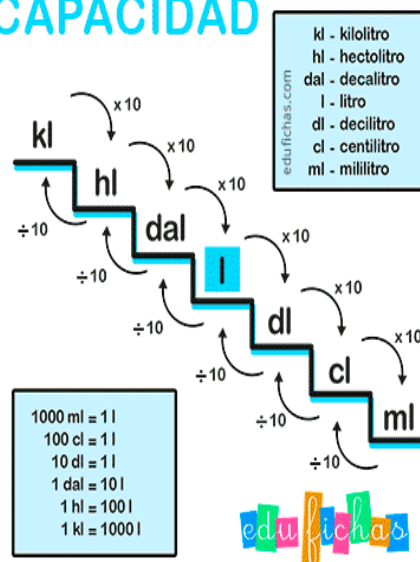 CAPACIDAD
kl - kilolitro
hl - hectolitro
dal - decalitro
l - litro
dl - decilitro
cl - centilitro
ml - mililitro
edufichas.com
x10
kl
x10
hl
x10
÷10
dal
l
x10
÷10
x10
÷10
dl
x10
÷10
cl
÷10
ml
÷10
1000 ml = 1 l
100 cl = 1 l
10 dl = 1 l
1 dal = 10 l
1 hl = 100 l
1 kl = 1000 l
edufichas